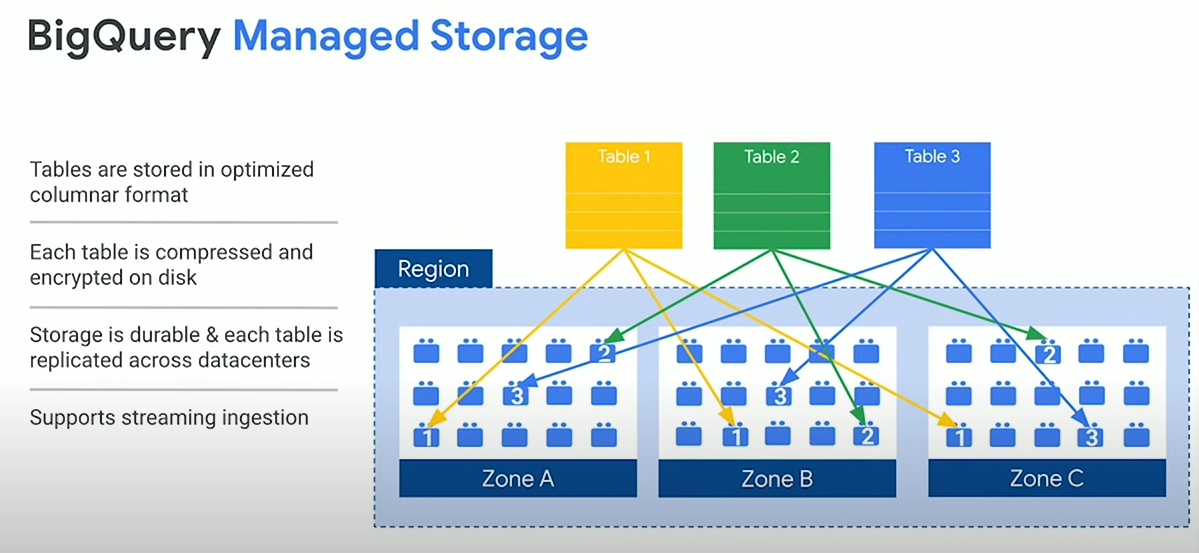 BigQuery Managed Storage
Tables are stored in optimized
columnar format
Each table is compressed and
encrypted on disk
Storage is durable & each table is
replicated across datacenters
Supports streaming ingestion
Table 1
Table 2
Table 3
Region
2
3
1
Zone A
3
1
2
Zone B
2
1
3
Zone C